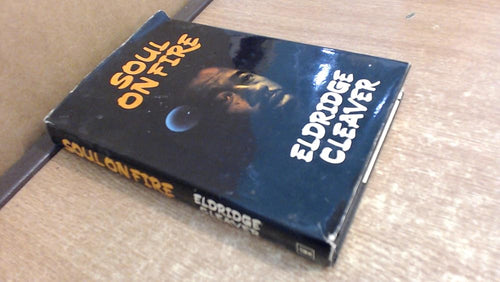 SOUL
ON FIRE
ELDRIDGE
CLEAVER
SOUL ON FIRE
ELDRIDGE
CLEAVER